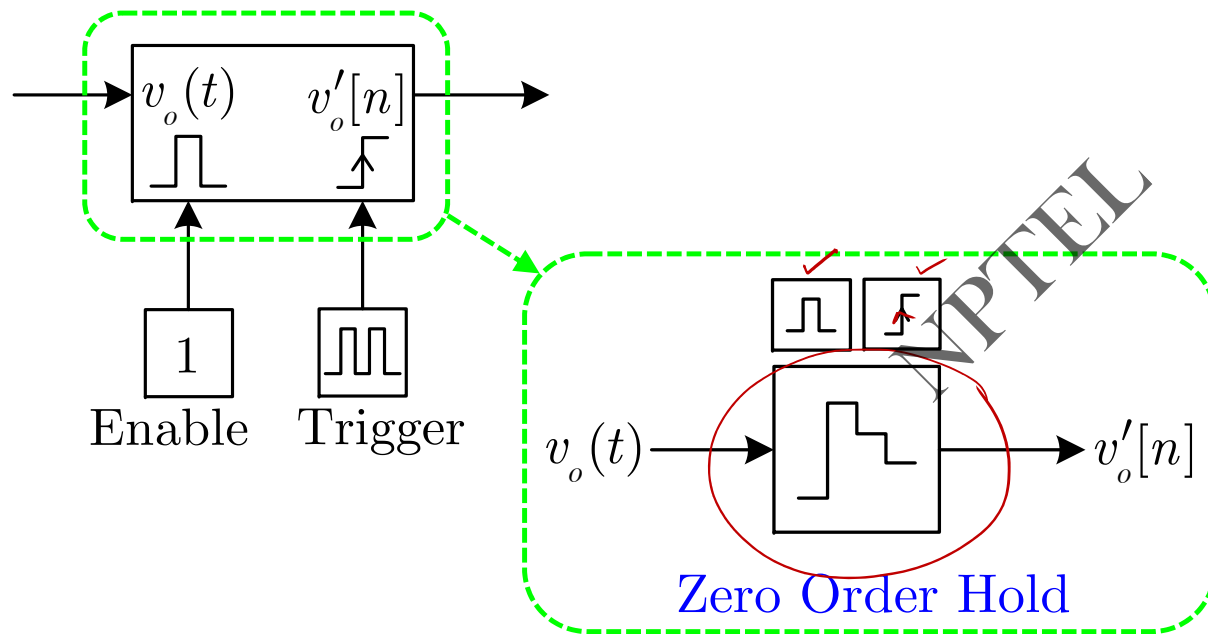 v_o(t) v'_o[n]
1
Enable Trigger
NPTEL
v_o(t) v'_o[n]
Zero Order Hold